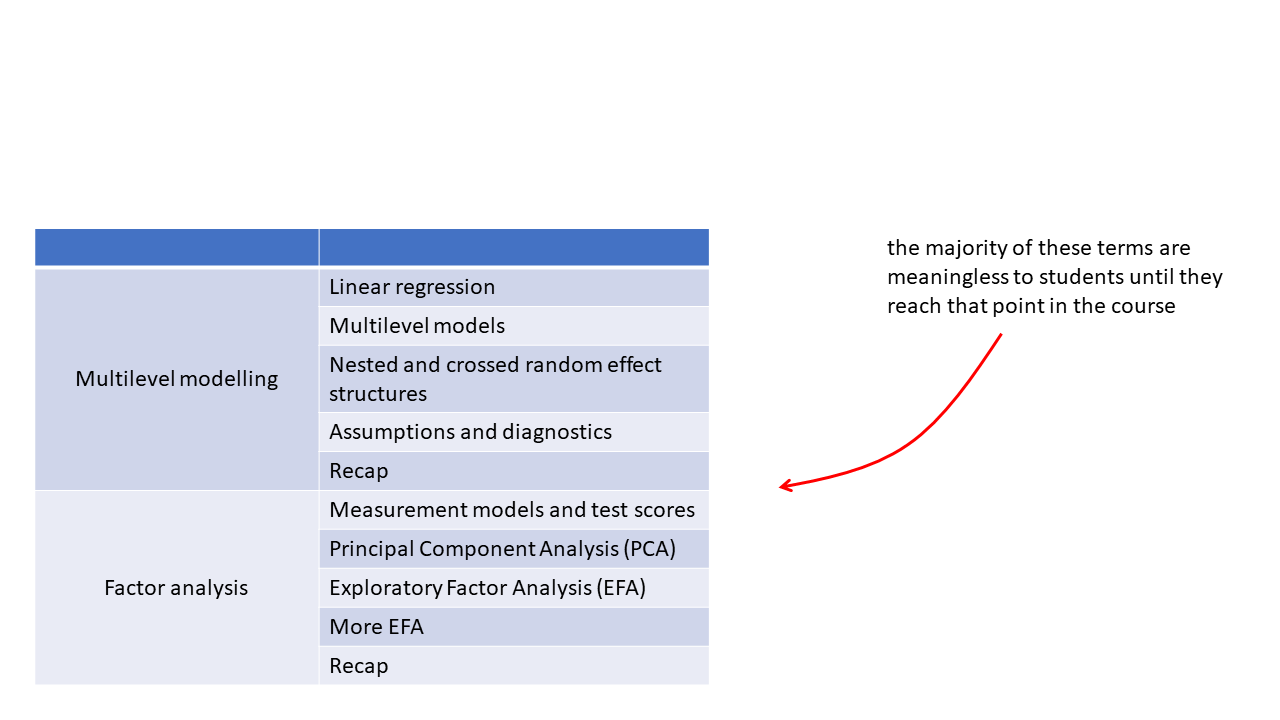 the majority of these terms are
meaningless to students until they
reach that point in the course
Multilevel modelling
Linear regression
Multilevel models
Nested and crossed random effect
structures
Assumptions and diagnostics
Recap
Factor analysis
Measurement models and test scores
Principal Component Analysis (PCA)
Exploratory Factor Analysis (EFA)
More EFA
Recap